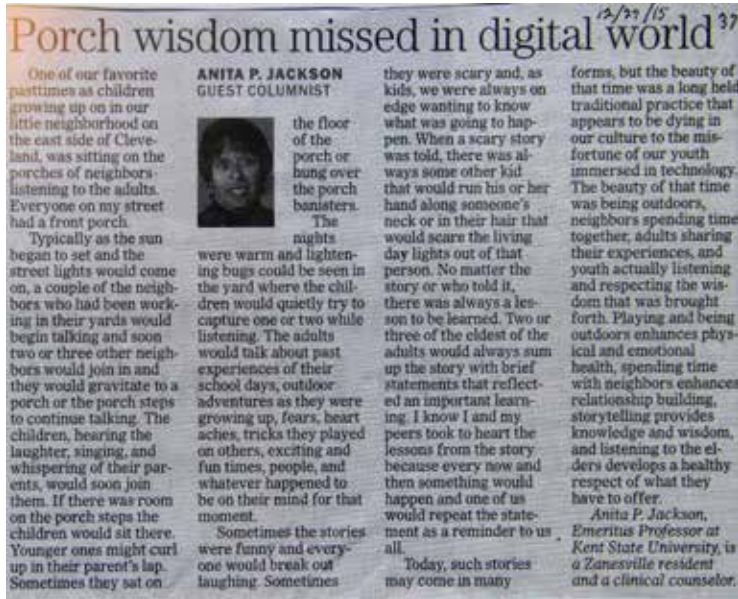 12/27/15
37
Porch wisdom missed in digital world
One of our favorite
pasttimes as children
growing up on in our
little neighborhood on
the east side of Cleve-
land, was sitting on the
porches of neighbors
listening to the adults.
Everyone on my street
had a front porch.
Typically as the sun
began to set and the
street lights would come
on, a couple of the neigh-
bors who had been work-
ing in their yards would
begin talking and soon
two or three other neigh-
bors would join in and
they would gravitate to a
porch or the porch steps
to continue talking. The
children, hearing the
laughter, singing, and
whispering of their par-
ents, would soon join
them. If there was room
on the porch steps the
children would sit there.
Younger ones might curl
up in their parent's lap.
Sometimes they sat on
ANITA P. JACKSON
GUEST COLUMNIST
the floor
of the
porch or
hung over
the porch
banisters.
The
nights
were warm and lighten-
ing bugs could be seen in
the yard where the chil-
dren would quietly try to
capture one or two while
listening. The adults
would talk about past
experiences of their
school days, outdoor
adventures as they were
growing up, fears, heart
aches, tricks they played
on others, exciting and
fun times, people, and
whatever happened to
be on their mind for that
moment.
Sometimes the stories
were funny and every-
one would break out
laughing. Sometimes
they were scary and, as
kids, we were always on
edge wanting to know
what was going to hap-
pen. When a scary story
was told, there was al-
ways some other kid
that would run his or her
hand along someone's
neck or in their hair that
would scare the living
day lights out of that
person. No matter the
story or who told it,
there was always a les-
son to be learned. Two or
three of the eldest of the
adults would always sum
up the story with brief
statements that reflect-
ed an important learn-
ing. I know I and my
peers took to heart the
lessons from the story
because every now and
then something would
happen and one of us
would repeat the state-
ment as a reminder to us
all.
Today, such stories
may come in many
forms, but the beauty of
that time was a long held
traditional practice that
appears to be dying in
our culture to the mis-
fortune of our youth
immersed in technology.
The beauty of that time
was being outdoors,
neighbors spending time
together, adults sharing
their experiences, and
youth actually listening
and respecting the wis-
dom that was brought
forth. Playing and being
outdoors enhances phys-
ical and emotional
health, spending time
with neighbors enhances
relationship building,
storytelling provides
knowledge and wisdom,
and listening to the el-
ders develops a healthy
respect of what they
have to offer.
Anita P. Jackson,
Emeritus Professor at
Kent State University, is
a Zanesville resident
and a clinical counselor.